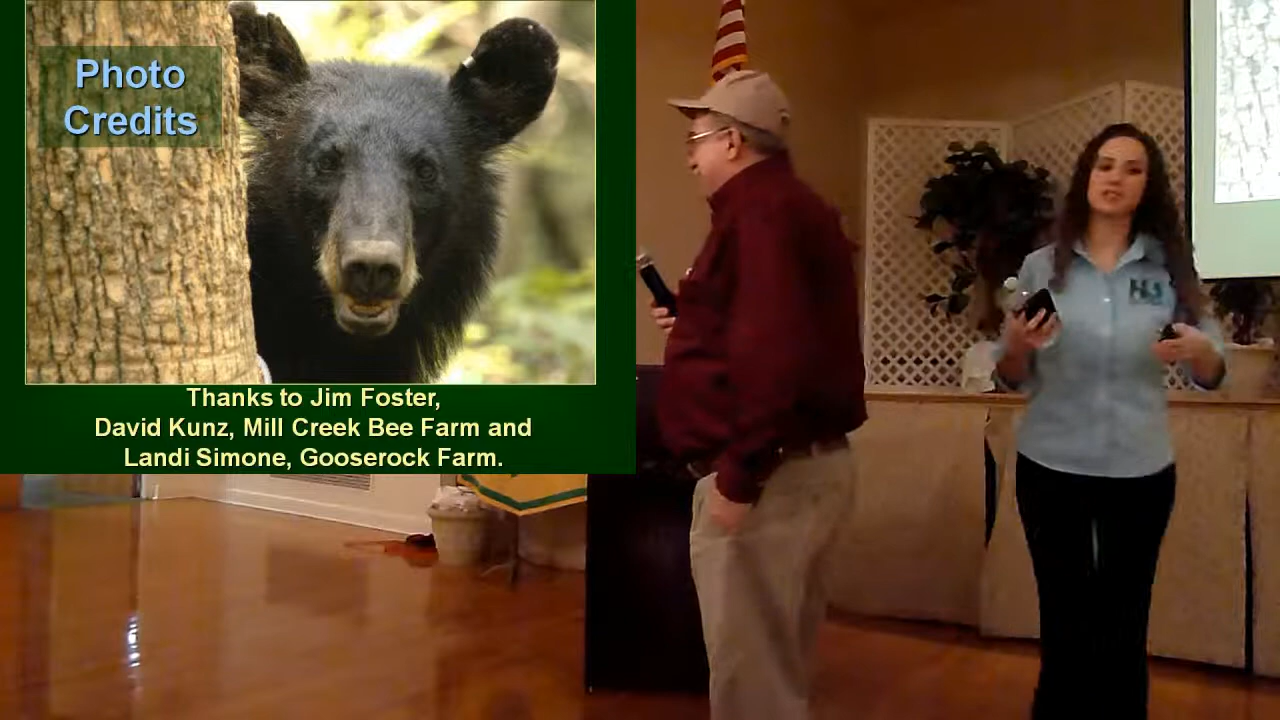 Photo
Credits
Thanks to Jim Foster,
David Kunz, Mill Creek Bee Farm and
Landi Simone, Gooserock Farm.